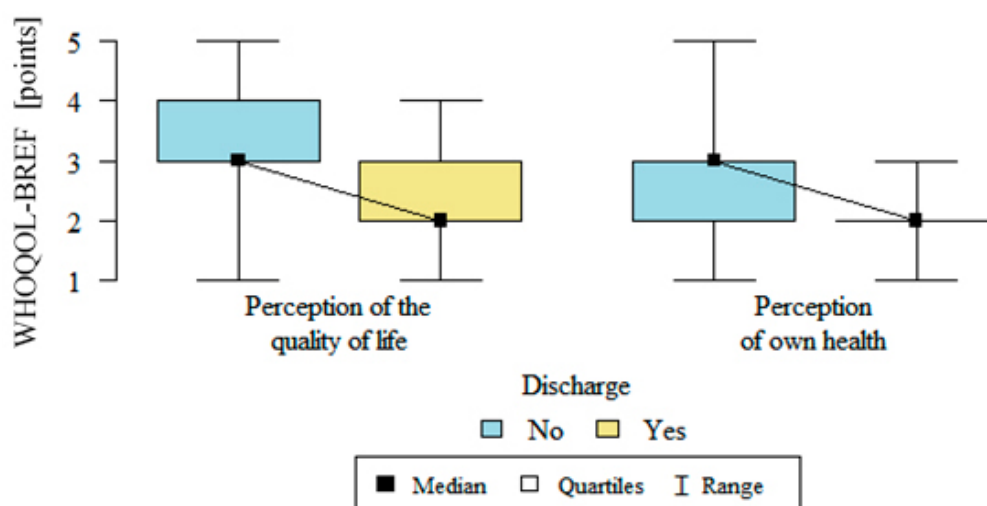 WHOQOL-BREF [points]
5
4
3
2
1
Perception of the
quality of life
Perception
of own health
Discharge
No Yes
Median Quartiles Range